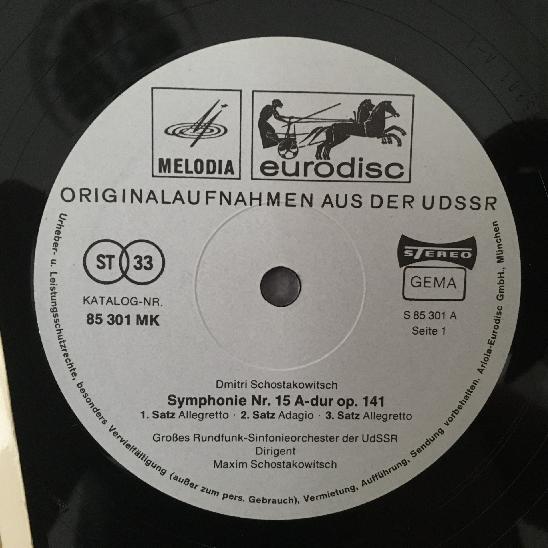 MELODIA
eurodisc
ORIGINALAUFNAHMEN AUS DER UDSSR
ST 33
KATALOG-NR.
85 301 MK
STEREO
GEMA
S 85 301 A
Seite 1
Dmitri Schostakowitsch
Symphonie Nr. 15 A-dur op. 141
1. Satz Allegretto · 2. Satz Adagio · 3. Satz Allegretto
Großes Rundfunk-Sinfonieorchester der UdSSR
Dirigent
Maxim Schostakowitsch
Urheber- u. Leistungsschutzrechte, besonders Vervielfältigung (außer zum pers. Gebrauch), Vermietung, Aufführung, Sendung vorbehalten. Ariola-Eurodisc GmbH., München